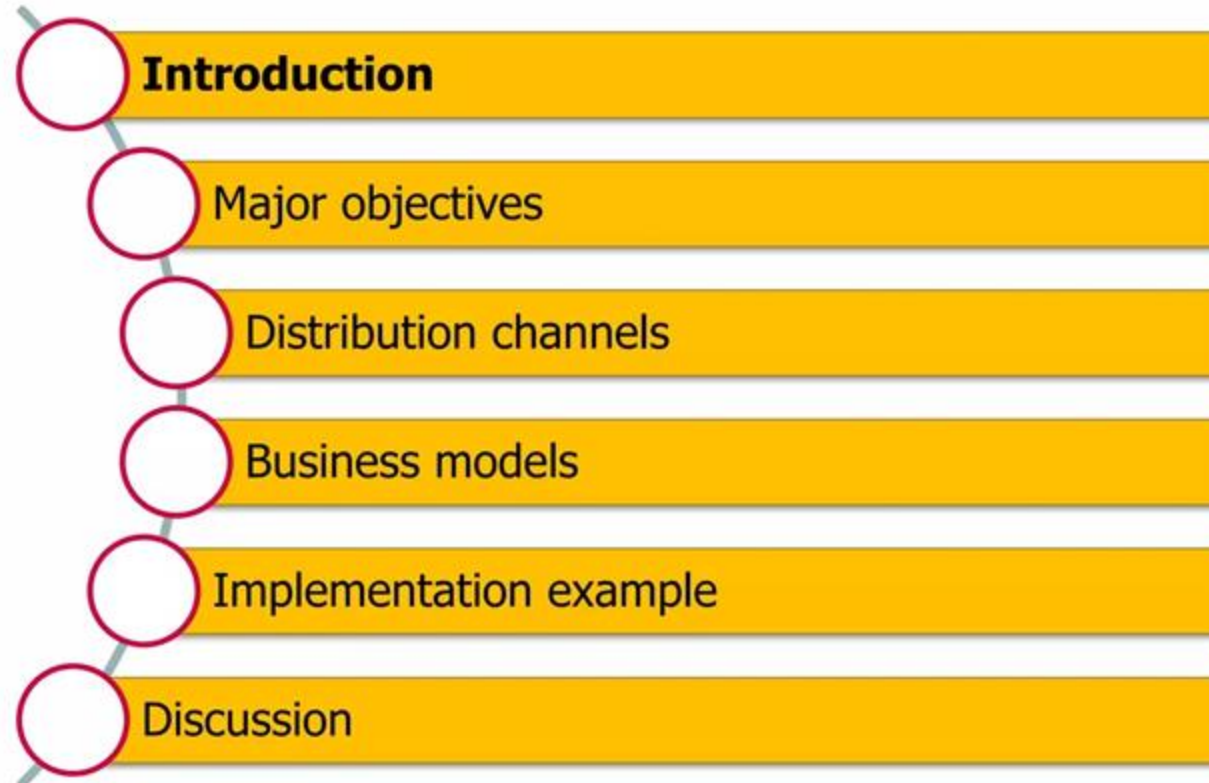 Introduction
Major objectives
Distribution channels
Business models
Implementation example
Discussion